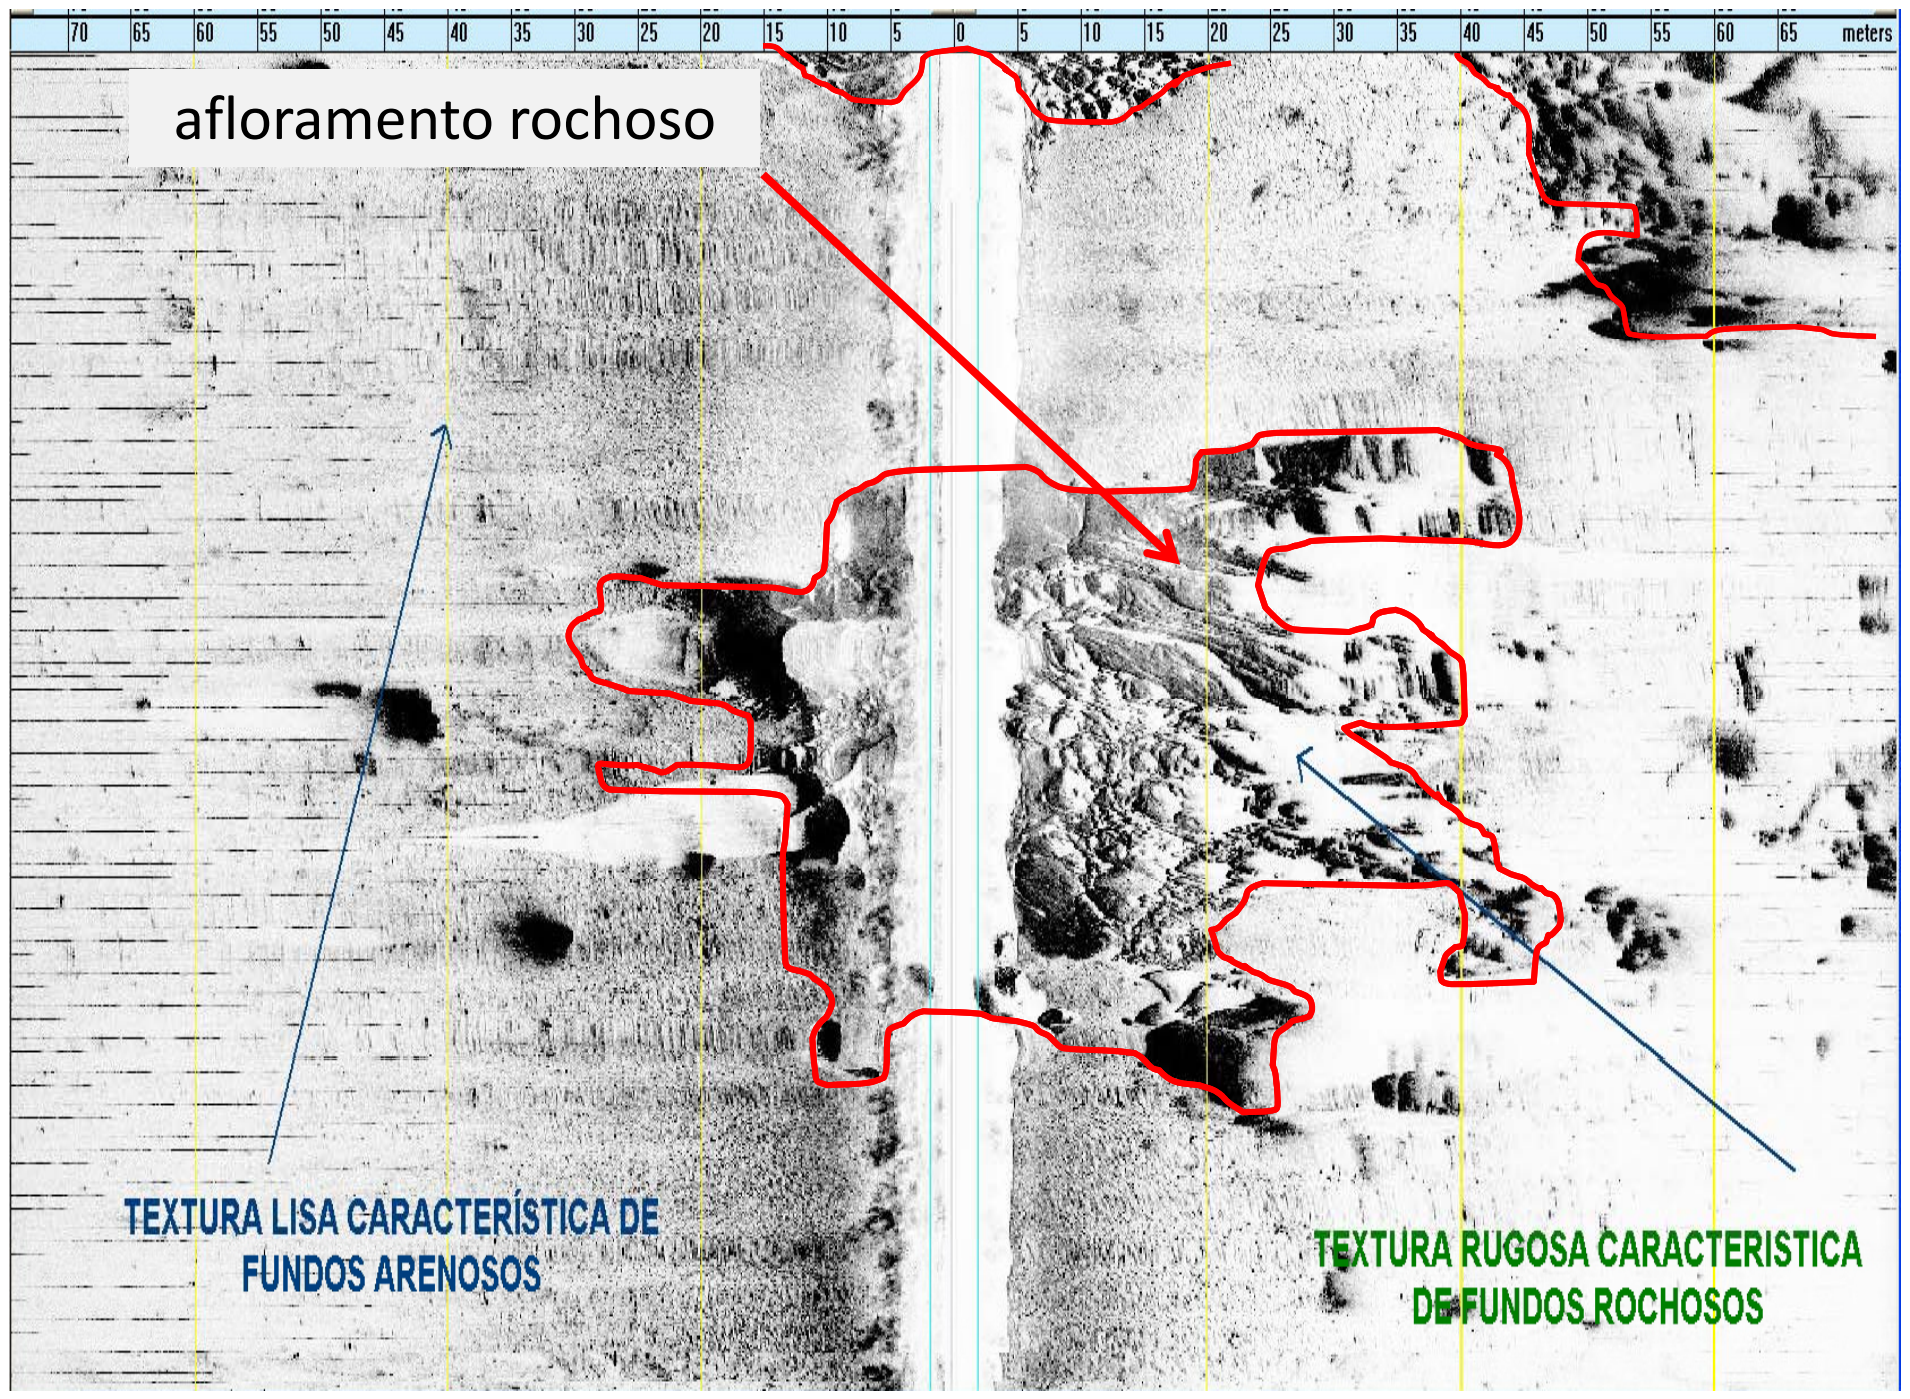 70 65 60 55 50 45 40 35 30 25 20 15 10 5 0 5 10 15 20 25 30 35 40 45 50 55 60 65 meters
afloramento rochoso
TEXTURA LISA CARACTERÍSTICA DE
FUNDOS ARENOSOS
TEXTURA RUGOSA CARACTERISTICA
DE FUNDOS ROCHOSOS